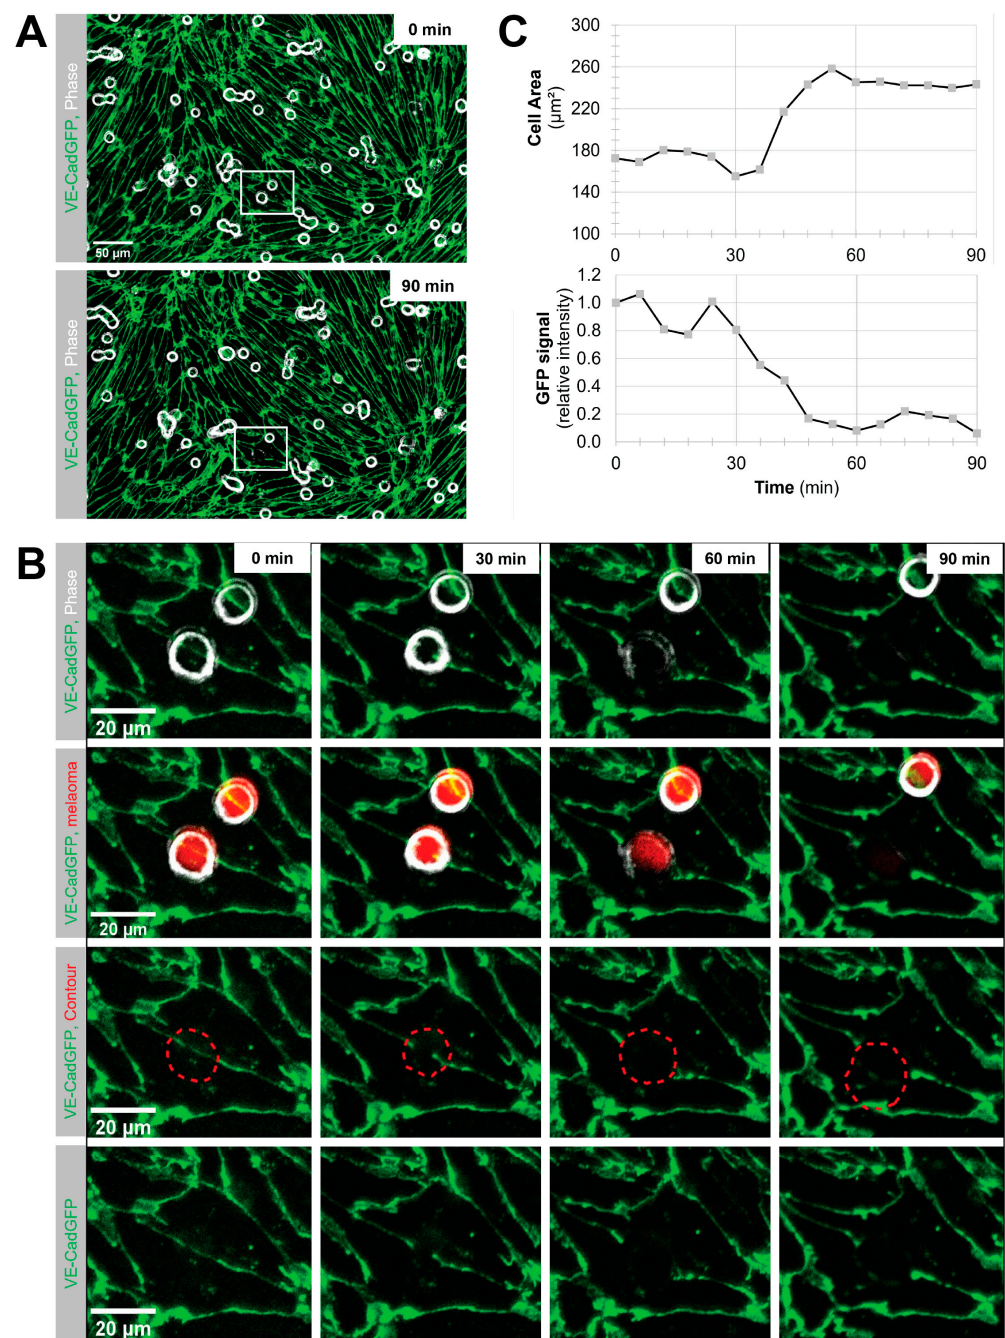 A
VE-CadGFP, Phase
0 min
50 µm
VE-CadGFP, Phase
90 min
C
Cell Area
(µm²)
300
260
220
180
140
100
0
30
60
90
GFP signal
(relative intensity)
1.2
1.0
0.8
0.6
0.4
0.2
0.0
0
30
60
90
Time (min)
B
VE-CadGFP, Phase
0 min
30 min
60 min
90 min
20 µm
VE-CadGFP, melaoma
20 µm
VE-CadGFP, Contour
20 µm
VE-CadGFP
20 µm